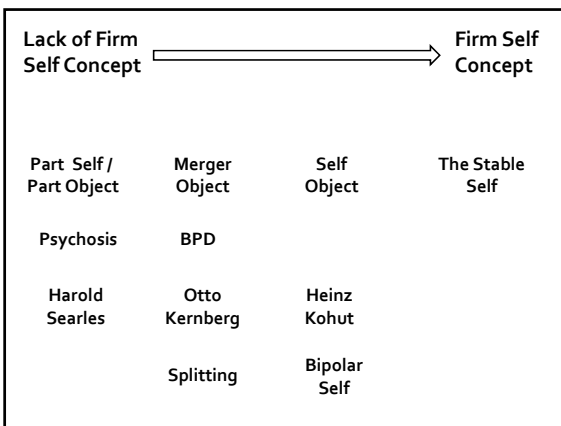 Lack of Firm
Self Concept
Firm Self
Concept
Part Self /
Part Object
Merger
Object
Self
Object
The Stable
Self
Psychosis
BPD
Harold
Searles
Otto
Kernberg
Heinz
Kohut
Splitting
Bipolar
Self